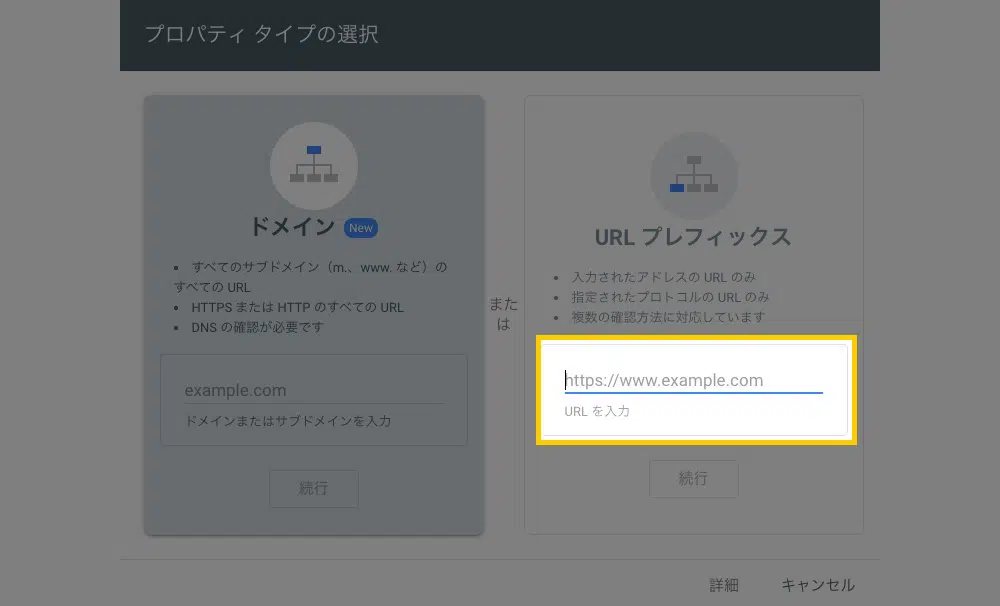 プロパティ タイプの選択
ドメイン New
すべてのサブドメイン（m.、www. など）の
すべての URL
HTTPS または HTTP のすべての URL
DNS の確認が必要です
example.com
ドメインまたはサブドメインを入力
続行
また
は
URL プレフィックス
入力されたアドレスの URL のみ
指定されたプロトコルの URL のみ
複数の確認方法に対応しています
https://www.example.com
URL を入力
続行
詳細 キャンセル